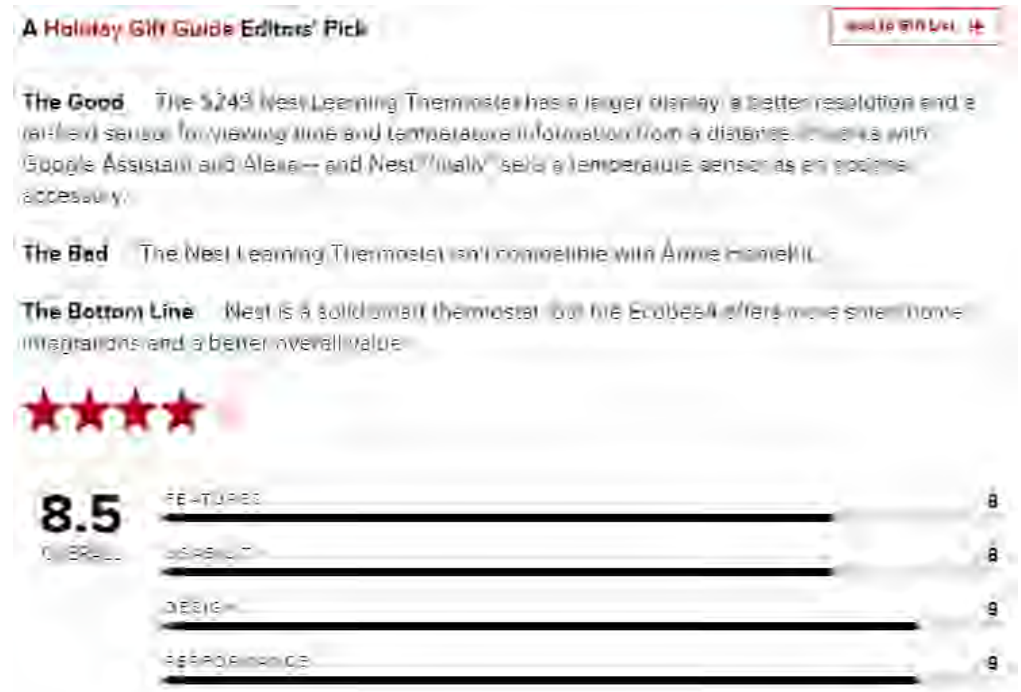 A Holiday Gift Guide Editors' Pick
Add to Gift List +
The Good The $249 Nest Learning Thermostat has a larger display, a better resolution and a
far-field sensor for viewing time and temperature information from a distance. It works with
Google Assistant and Alexa -- and Nest "finally" sells a temperature sensor as an optional
accessory.
The Bad The Nest Learning Thermostat isn't compatible with Apple HomeKit.
The Bottom Line Nest is a solid smart thermostat, but the Ecobee4 offers more smart home
integrations and a better overall value.
8.5
OVERALL
FEATURES 8
USABILITY 8
DESIGN 9
PERFORMANCE 9